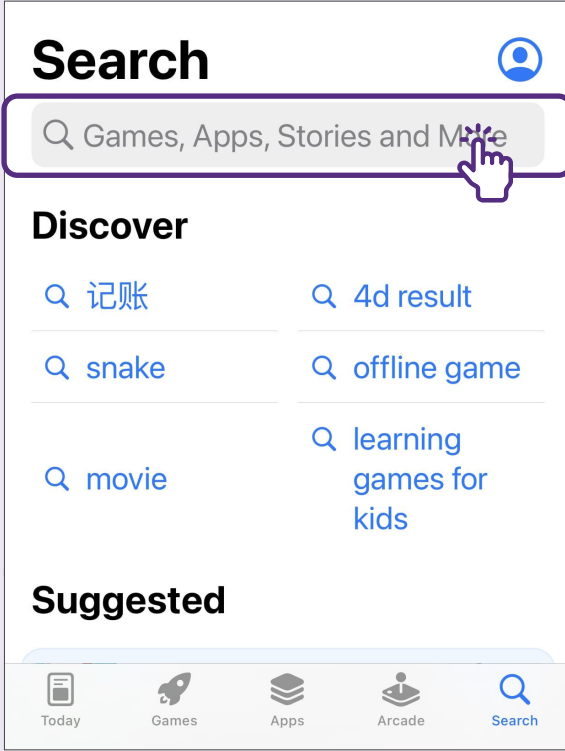 Search
Games, Apps, Stories and More
Discover
记账
4d result
snake
offline game
movie
learning
games for
kids
Suggested
Today
Games
Apps
Arcade
Search